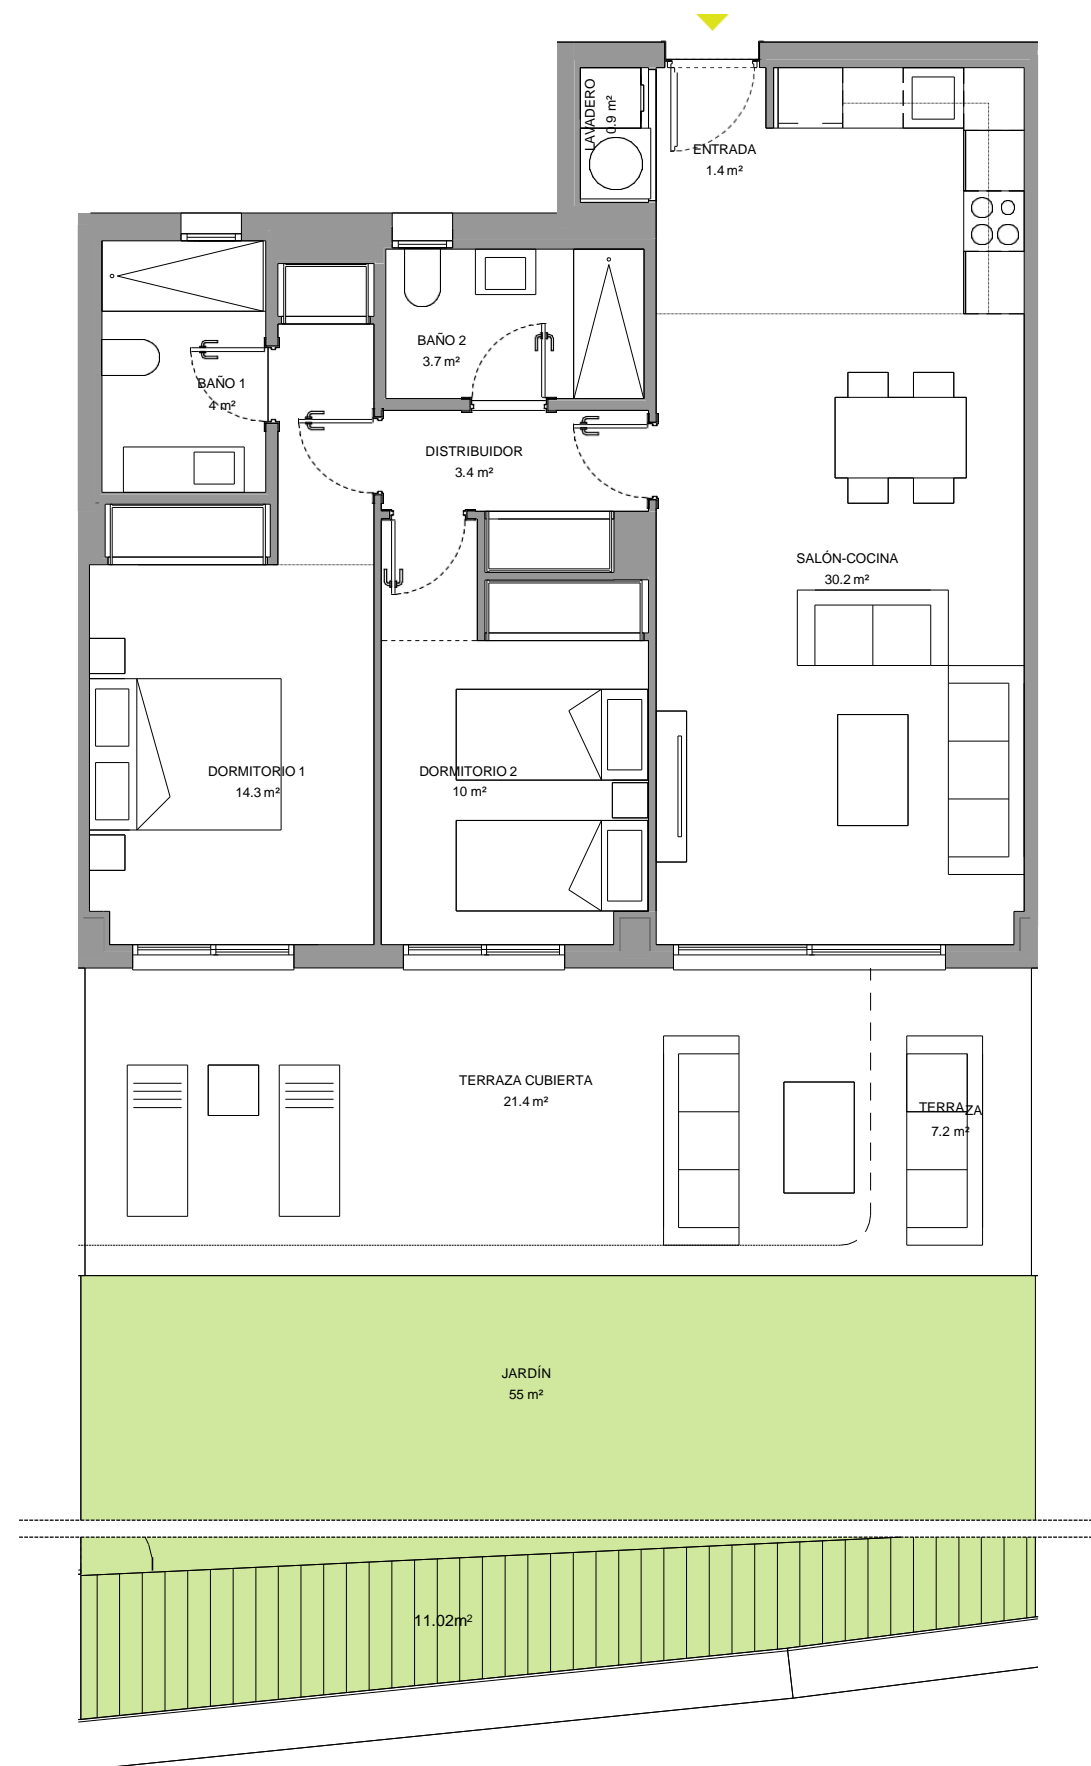 LAVADERO
0.9 m²
ENTRADA
1.4 m²
BAÑO 2
3.7 m²
BAÑO 1
4 m²
DISTRIBUIDOR
3.4 m²
SALÓN-COCINA
30.2 m²
DORMITORIO 1
14.3 m²
DORMITORIO 2
10 m²
TERRAZA CUBIERTA
21.4 m²
TERRAZA
7.2 m²
JARDÍN
55 m²
11.02m²